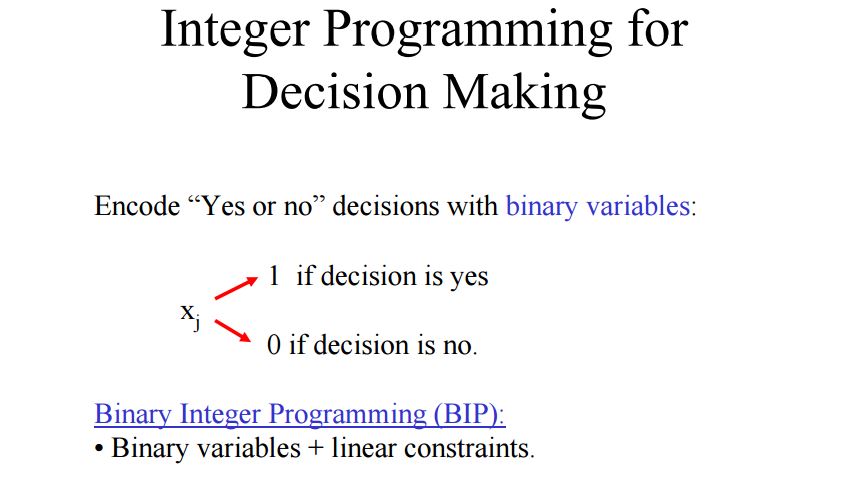 Integer Programming for
Decision Making
Encode “Yes or no” decisions with binary variables:
1 if decision is yes
xj
0 if decision is no.
Binary Integer Programming (BIP):
• Binary variables + linear constraints.